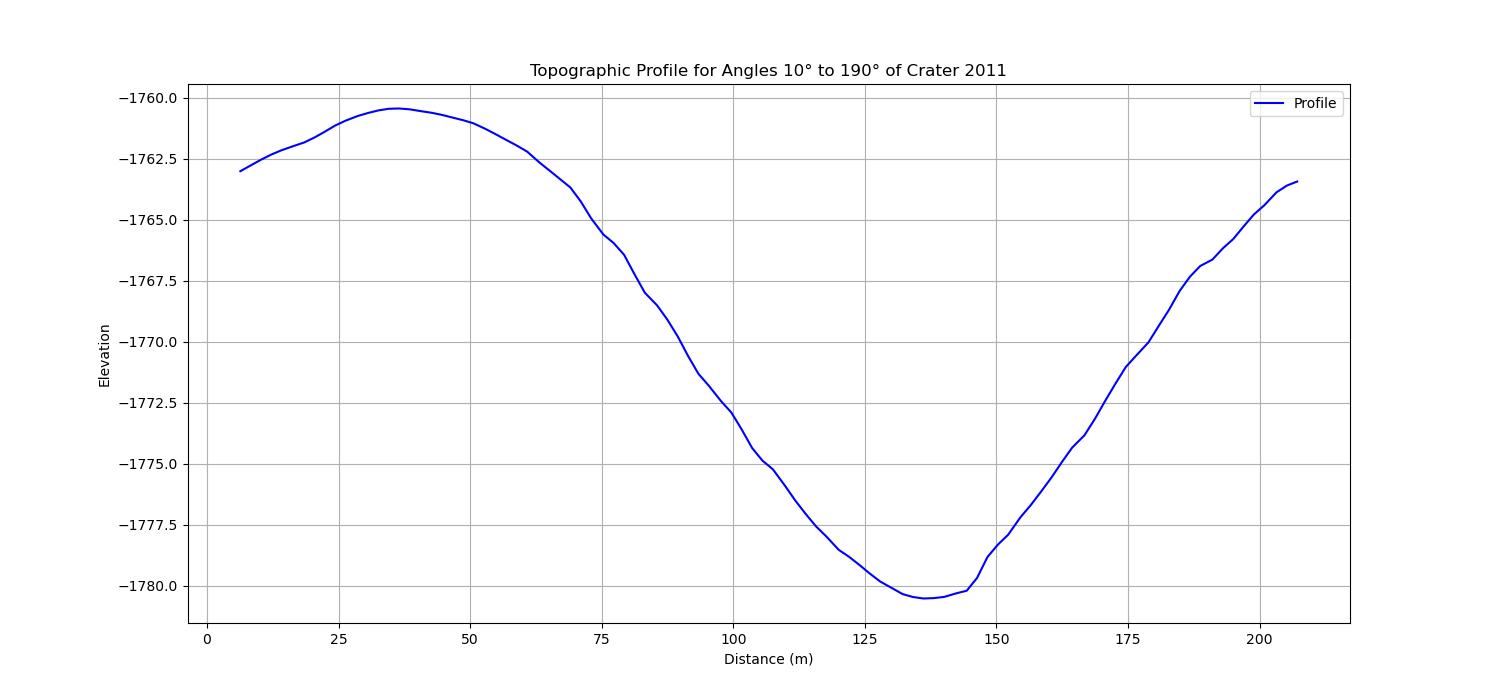 Topographic Profile for Angles 10° to 190° of Crater 2011
Profile
−1760.0
−1762.5
−1765.0
−1767.5
−1770.0
−1772.5
−1775.0
−1777.5
−1780.0
Elevation
0 25 50 75 100 125 150 175 200
Distance (m)